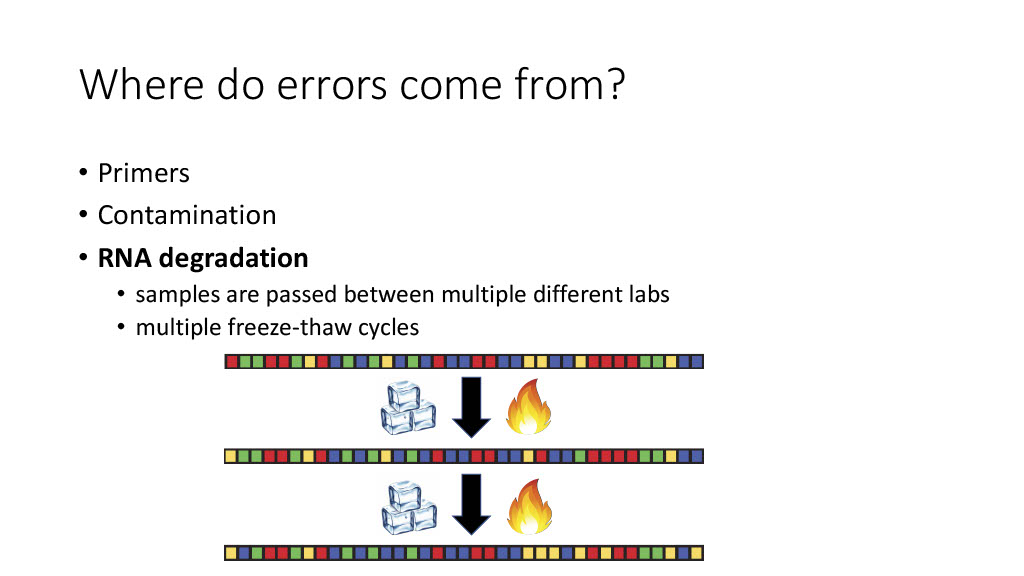 Where do errors come from?
• Primers
• Contamination
• RNA degradation
• samples are passed between multiple different labs
• multiple freeze-thaw cycles